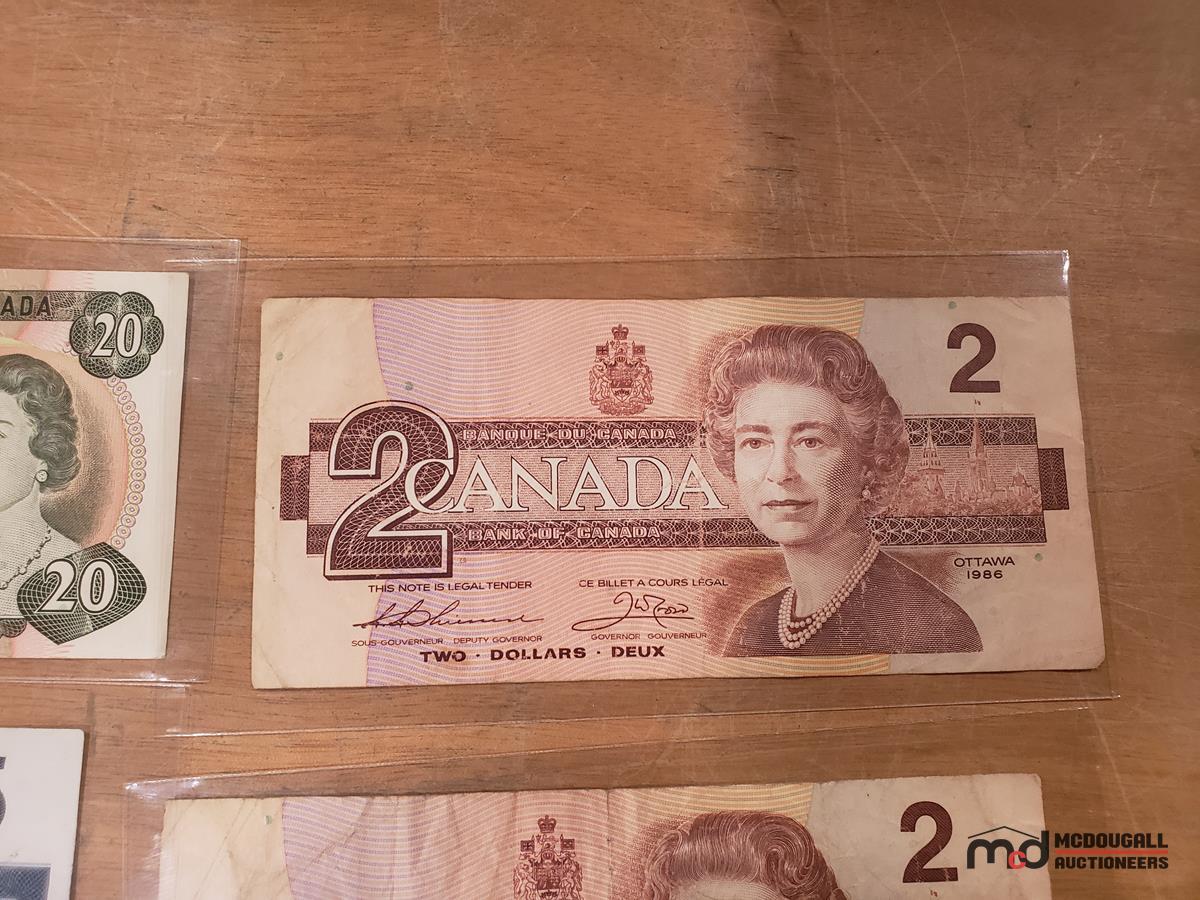 ADA
20
20
2
2
BANQUE DU CANADA
CANADA
BANK OF CANADA
THIS NOTE IS LEGAL TENDER
CE BILLET A COURS LÉGAL
OTTAWA
1986
SOUS-GOUVERNEUR DEPUTY GOVERNOR
GOVERNOR GOUVERNEUR
TWO · DOLLARS · DEUX
2
MCDOUGALL
mcd
AUCTIONEERS